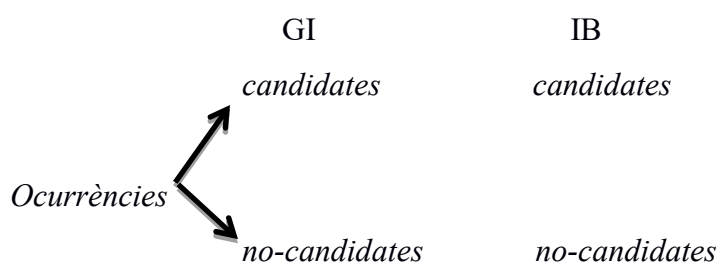 GI IB
candidates candidates
Ocurrències
no-candidates no-candidates